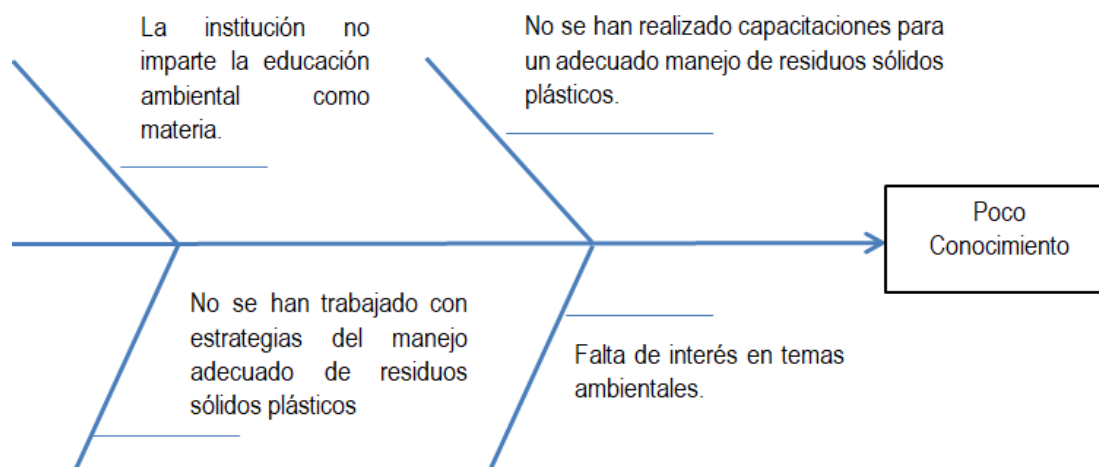 La institución no
imparte la educación
ambiental como
materia.
No se han realizado capacitaciones para
un adecuado manejo de residuos sólidos
plásticos.
Poco
Conocimiento
No se han trabajado con
estrategias del manejo
adecuado de residuos
sólidos plásticos
Falta de interés en temas
ambientales.